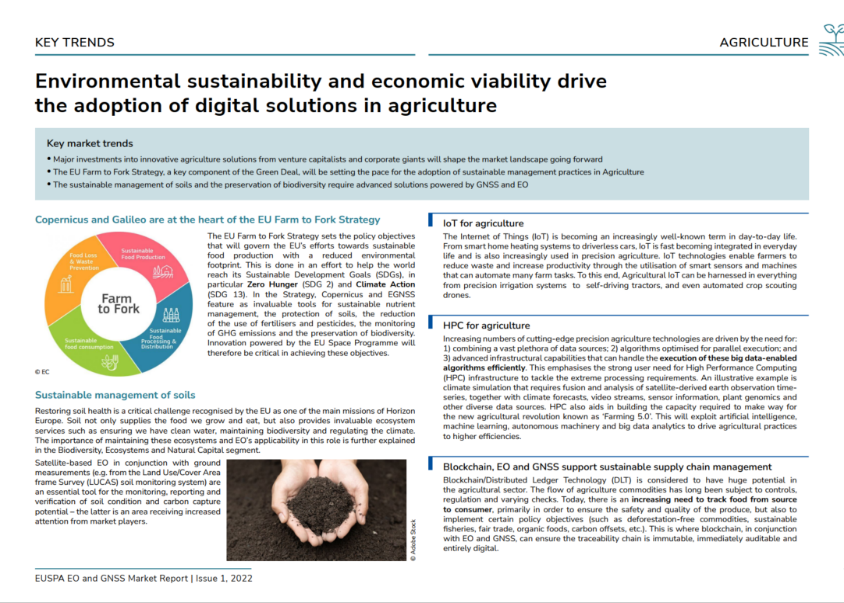 KEY TRENDS
AGRICULTURE
Environmental sustainability and economic viability drive
the adoption of digital solutions in agriculture
Key market trends
• Major investments into innovative agriculture solutions from venture capitalists and corporate giants will shape the market landscape going forward
• The EU Farm to Fork Strategy, a key component of the Green Deal, will be setting the pace for the adoption of sustainable management practices in Agriculture
• The sustainable management of soils and the preservation of biodiversity require advanced solutions powered by GNSS and EO
Copernicus and Galileo are at the heart of the EU Farm to Fork Strategy
Food Loss
& Waste
Prevention
Sustainable
Food Production
Farm
to Fork
Sustainable
Food
Processing &
Distribution
Sustainable
food consumption
© EC
The EU Farm to Fork Strategy sets the policy objectives
that will govern the EU's efforts towards sustainable
food production with a reduced environmental
footprint. This is done in an effort to help the world
reach its Sustainable Development Goals (SDGs), in
particular Zero Hunger (SDG 2) and Climate Action
(SDG 13). In the Strategy, Copernicus and EGNSS
feature as invaluable tools for sustainable nutrient
management, the protection of soils, the reduction
of the use of fertilisers and pesticides, the monitoring
of GHG emissions and the preservation of biodiversity.
Innovation powered by the EU Space Programme will
therefore be critical in achieving these objectives.
Sustainable management of soils
Restoring soil health is a critical challenge recognised by the EU as one of the main missions of Horizon
Europe. Soil not only supplies the food we grow and eat, but also provides invaluable ecosystem
services such as ensuring we have clean water, maintaining biodiversity and regulating the climate.
The importance of maintaining these ecosystems and EO's applicability in this role is further explained
in the Biodiversity, Ecosystems and Natural Capital segment.
Satellite-based EO in conjunction with ground
measurements (e.g. from the Land Use/Cover Area
frame Survey (LUCAS) soil monitoring system) are
an essential tool for the monitoring, reporting and
verification of soil condition and carbon capture
potential – the latter is an area receiving increased
attention from market players.
© Adobe Stock
IoT for agriculture
The Internet of Things (IoT) is becoming an increasingly well-known term in day-to-day life.
From smart home heating systems to driverless cars, IoT is fast becoming integrated in everyday
life and is also increasingly used in precision agriculture. IoT technologies enable farmers to
reduce waste and increase productivity through the utilisation of smart sensors and machines
that can automate many farm tasks. To this end, Agricultural IoT can be harnessed in everything
from precision irrigation systems to self-driving tractors, and even automated crop scouting
drones.
HPC for agriculture
Increasing numbers of cutting-edge precision agriculture technologies are driven by the need for:
1) combining a vast plethora of data sources; 2) algorithms optimised for parallel execution; and
3) advanced infrastructural capabilities that can handle the execution of these big data-enabled
algorithms efficiently. This emphasises the strong user need for High Performance Computing
(HPC) infrastructure to tackle the extreme processing requirements. An illustrative example is
climate simulation that requires fusion and analysis of satellite-derived earth observation time-
series, together with climate forecasts, video streams, sensor information, plant genomics and
other diverse data sources. HPC also aids in building the capacity required to make way for
the new agricultural revolution known as 'Farming 5.0'. This will exploit artificial intelligence,
machine learning, autonomous machinery and big data analytics to drive agricultural practices
to higher efficiencies.
Blockchain, EO and GNSS support sustainable supply chain management
Blockchain/Distributed Ledger Technology (DLT) is considered to have huge potential in
the agricultural sector. The flow of agriculture commodities has long been subject to controls,
regulation and varying checks. Today, there is an increasing need to track food from source
to consumer, primarily in order to ensure the safety and quality of the produce, but also to
implement certain policy objectives (such as deforestation-free commodities, sustainable
fisheries, fair trade, organic foods, carbon offsets, etc.). This is where blockchain, in conjunction
with EO and GNSS, can ensure the traceability chain is immutable, immediately auditable and
entirely digital.
EUSPA EO and GNSS Market Report | Issue 1, 2022